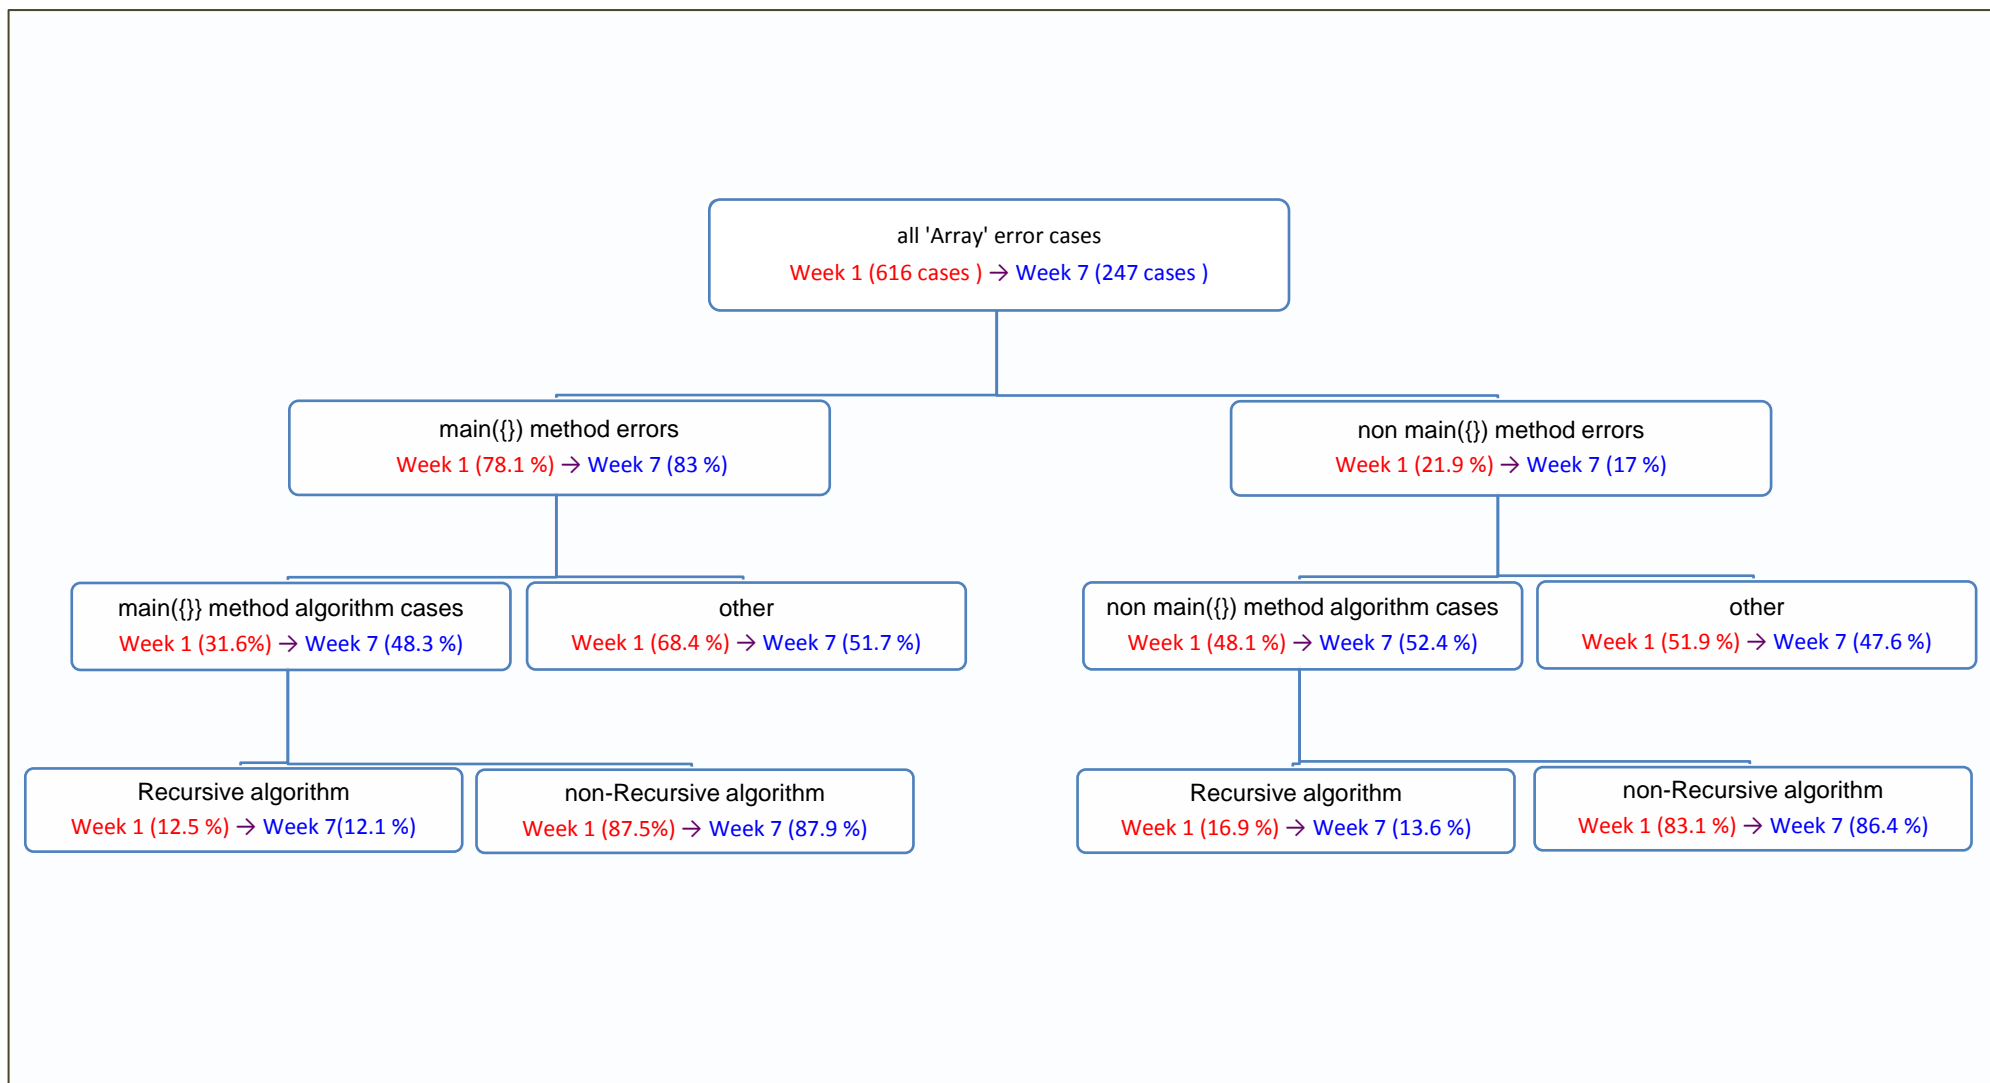 all 'Array' error cases
Week 1 (616 cases ) → Week 7 (247 cases )
main({}) method errors
Week 1 (78.1 %) → Week 7 (83 %)
non main({}) method errors
Week 1 (21.9 %) → Week 7 (17 %)
main({}} method algorithm cases
Week 1 (31.6%) → Week 7 (48.3 %)
other
Week 1 (68.4 %) → Week 7 (51.7 %)
non main({}) method algorithm cases
Week 1 (48.1 %) → Week 7 (52.4 %)
other
Week 1 (51.9 %) → Week 7 (47.6 %)
Recursive algorithm
Week 1 (12.5 %) → Week 7(12.1 %)
non-Recursive algorithm
Week 1 (87.5%) → Week 7 (87.9 %)
Recursive algorithm
Week 1 (16.9 %) → Week 7 (13.6 %)
non-Recursive algorithm
Week 1 (83.1 %) → Week 7 (86.4 %)